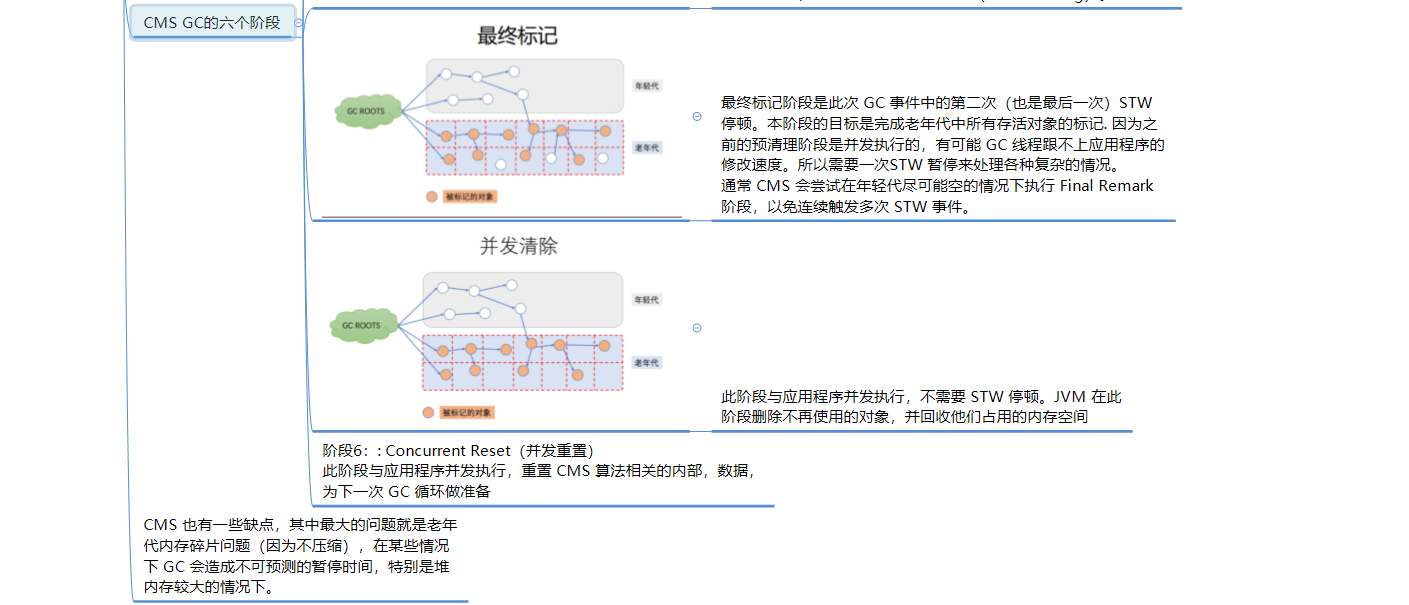 CMS GC的六个阶段
最终标记
GC ROOTS
年轻代
老年代
被标记的对象
最终标记阶段是此次 GC 事件中的第二次（也是最后一次）STW
停顿。本阶段的目标是完成老年代中所有存活对象的标记. 因为之
前的预清理阶段是并发执行的，有可能 GC 线程跟不上应用程序的
修改速度。所以需要一次STW 暂停来处理各种复杂的情况。
通常 CMS 会尝试在年轻代尽可能空的情况下执行 Final Remark
阶段，以免连续触发多次 STW 事件。
并发清除
GC ROOTS
年轻代
老年代
被标记的对象
此阶段与应用程序并发执行，不需要 STW 停顿。JVM 在此
阶段删除不再使用的对象，并回收他们占用的内存空间
阶段6：: Concurrent Reset（并发重置）
此阶段与应用程序并发执行，重置 CMS 算法相关的内部，数据，
为下一次 GC 循环做准备
CMS 也有一些缺点，其中最大的问题就是老年
代内存碎片问题（因为不压缩），在某些情况
下 GC 会造成不可预测的暂停时间，特别是堆
内存较大的情况下。